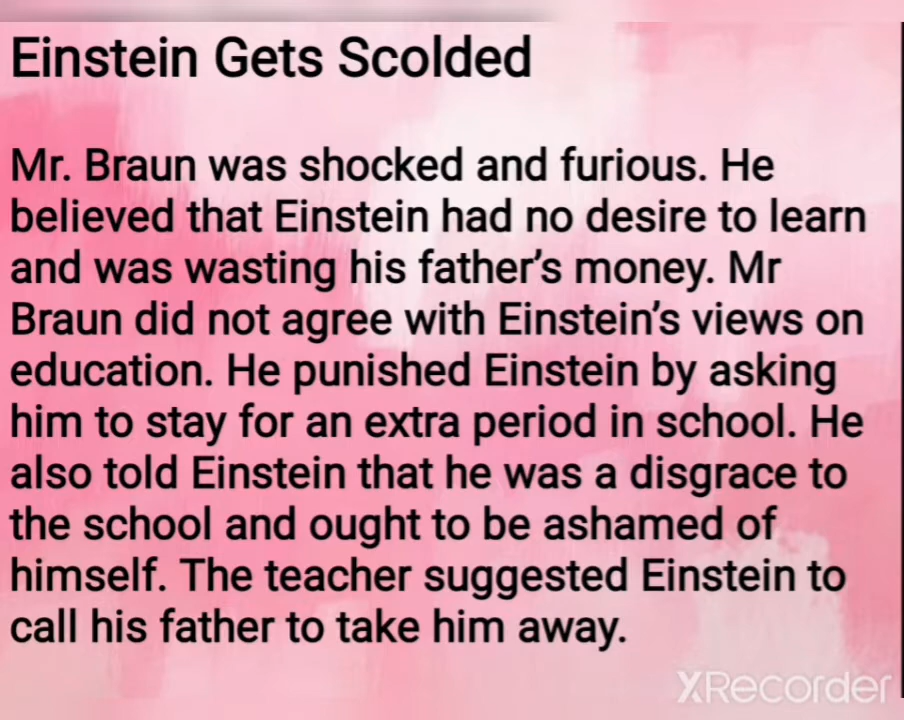 Einstein Gets Scolded
Mr. Braun was shocked and furious. He
believed that Einstein had no desire to learn
and was wasting his father's money. Mr
Braun did not agree with Einstein's views on
education. He punished Einstein by asking
him to stay for an extra period in school. He
also told Einstein that he was a disgrace to
the school and ought to be ashamed of
himself. The teacher suggested Einstein to
call his father to take him away.
XRecorder